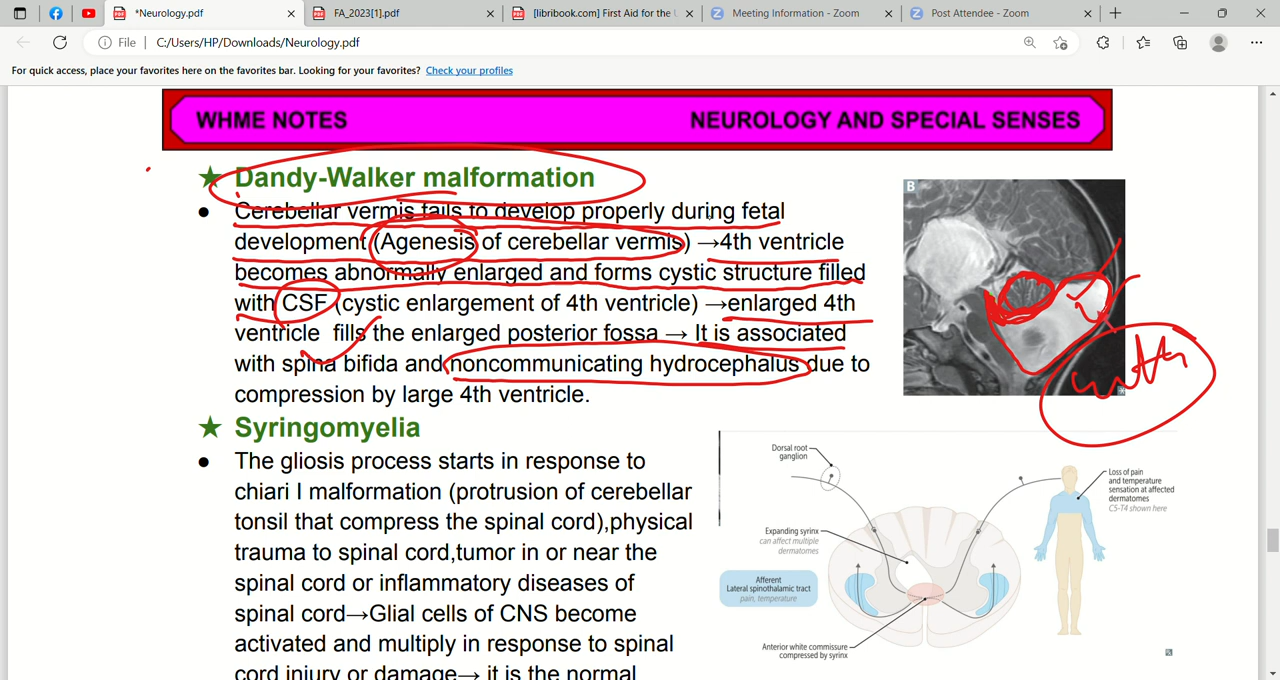 *Neurology.pdf
FA_2023[1].pdf
[libribook.com] First Aid for the U
Meeting Information - Zoom
Post Attendee - Zoom
File
C:/Users/HP/Downloads/Neurology.pdf
For quick access, place your favorites here on the favorites bar. Looking for your favorites? Check your profiles
WHME NOTES
NEUROLOGY AND SPECIAL SENSES
★ Dandy-Walker malformation
● Cerebellar vermis fails to develop properly during fetal
development (Agenesis of cerebellar vermis) →4th ventricle
becomes abnormally enlarged and forms cystic structure filled
with CSF (cystic enlargement of 4th ventricle) →enlarged 4th
ventricle fills the enlarged posterior fossa → It is associated
with spina bifida and noncommunicating hydrocephalus due to
compression by large 4th ventricle.
B
★ Syringomyelia
● The gliosis process starts in response to
chiari I malformation (protrusion of cerebellar
tonsil that compress the spinal cord),physical
trauma to spinal cord,tumor in or near the
spinal cord or inflammatory diseases of
spinal cord→Glial cells of CNS become
activated and multiply in response to spinal
cord injury or damage→ it is the normal
Dorsal root
ganglion
Expanding syrinx
can affect multiple
dermatomes
Afferent
Lateral spinothalamic tract
pain, temperature
Anterior white commissure
compressed by syrinx
Loss of pain
and temperature
sensation at affected
dermatomes
C5-T4 shown here